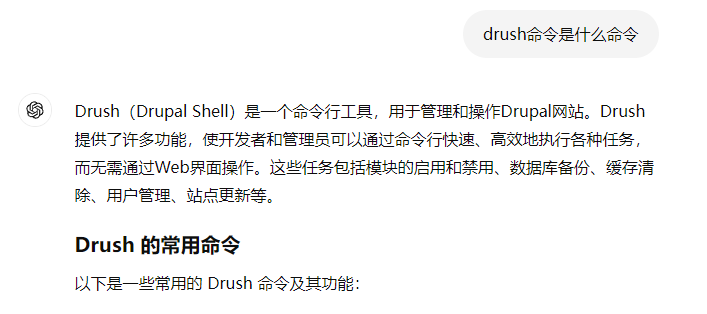 drush命令是什么命令
Drush（Drupal Shell）是一个命令行工具，用于管理和操作Drupal网站。Drush
提供了许多功能，使开发者和管理员可以通过命令行快速、高效地执行各种任务，
而无需通过Web界面操作。这些任务包括模块的启用和禁用、数据库备份、缓存清
除、用户管理、站点更新等。
Drush 的常用命令
以下是一些常用的 Drush 命令及其功能：